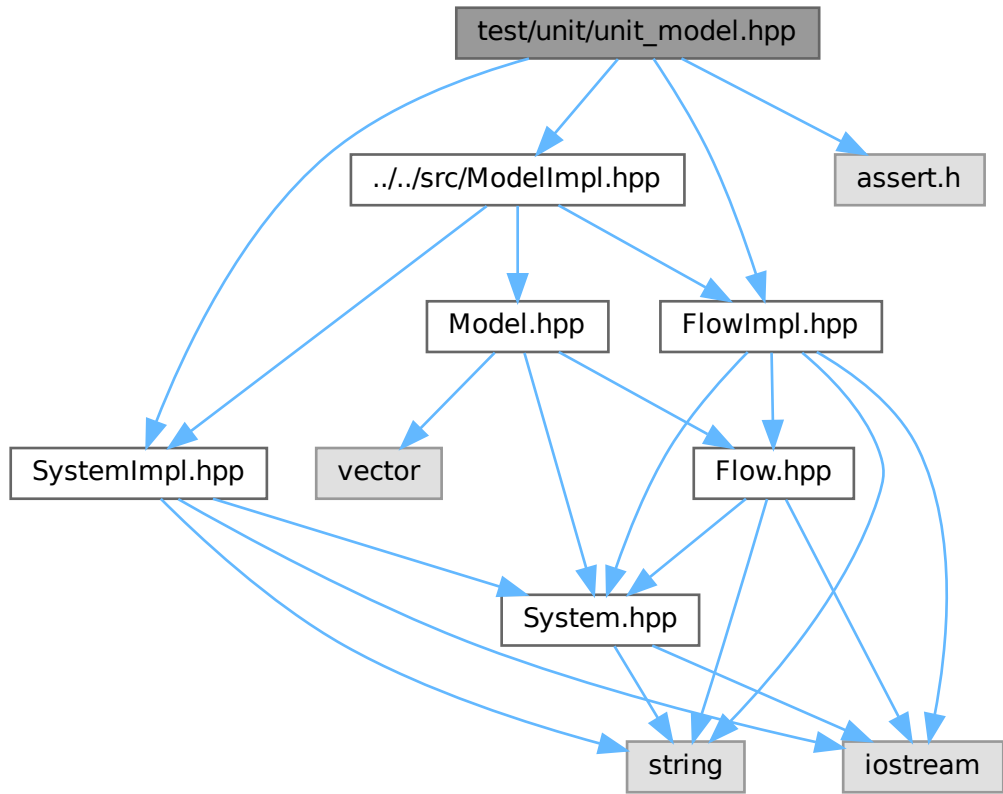 test/unit/unit_model.hpp
../../src/ModelImpl.hpp
assert.h
Model.hpp
FlowImpl.hpp
SystemImpl.hpp
vector
Flow.hpp
System.hpp
string
iostream